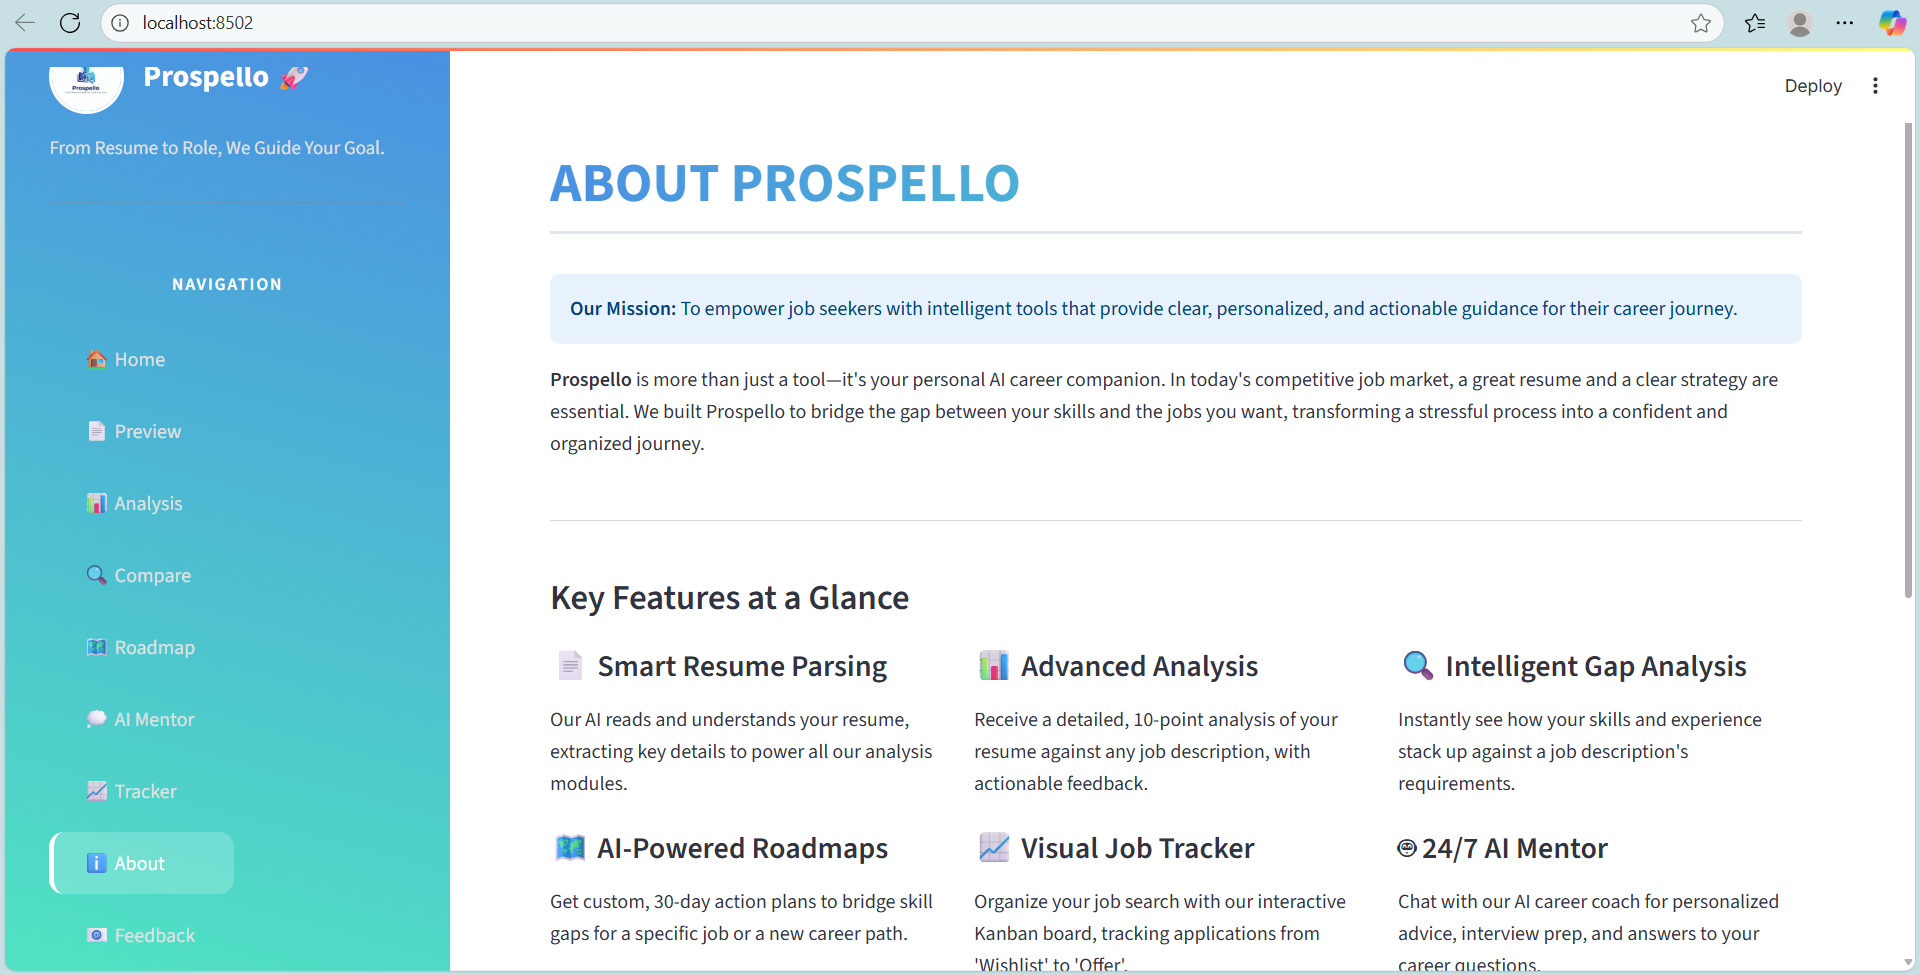 localhost:8502
Prospello
Prospello 🚀
From Resume to Role, We Guide Your Goal.
NAVIGATION
🏠 Home
📄 Preview
📊 Analysis
🔍 Compare
🗺️ Roadmap
💭 AI Mentor
📈 Tracker
ℹ️ About
📧 Feedback
Deploy
ABOUT PROSPELLO
Our Mission: To empower job seekers with intelligent tools that provide clear, personalized, and actionable guidance for their career journey.
Prospello is more than just a tool—it's your personal AI career companion. In today's competitive job market, a great resume and a clear strategy are
essential. We built Prospello to bridge the gap between your skills and the jobs you want, transforming a stressful process into a confident and
organized journey.
Key Features at a Glance
📄 Smart Resume Parsing
Our AI reads and understands your resume,
extracting key details to power all our analysis
modules.
📊 Advanced Analysis
Receive a detailed, 10-point analysis of your
resume against any job description, with
actionable feedback.
🔍 Intelligent Gap Analysis
Instantly see how your skills and experience
stack up against a job description's
requirements.
🗺️ AI-Powered Roadmaps
Get custom, 30-day action plans to bridge skill
gaps for a specific job or a new career path.
📈 Visual Job Tracker
Organize your job search with our interactive
Kanban board, tracking applications from
'Wishlist' to 'Offer'.
24/7 AI Mentor
Chat with our AI career coach for personalized
advice, interview prep, and answers to your
career questions.